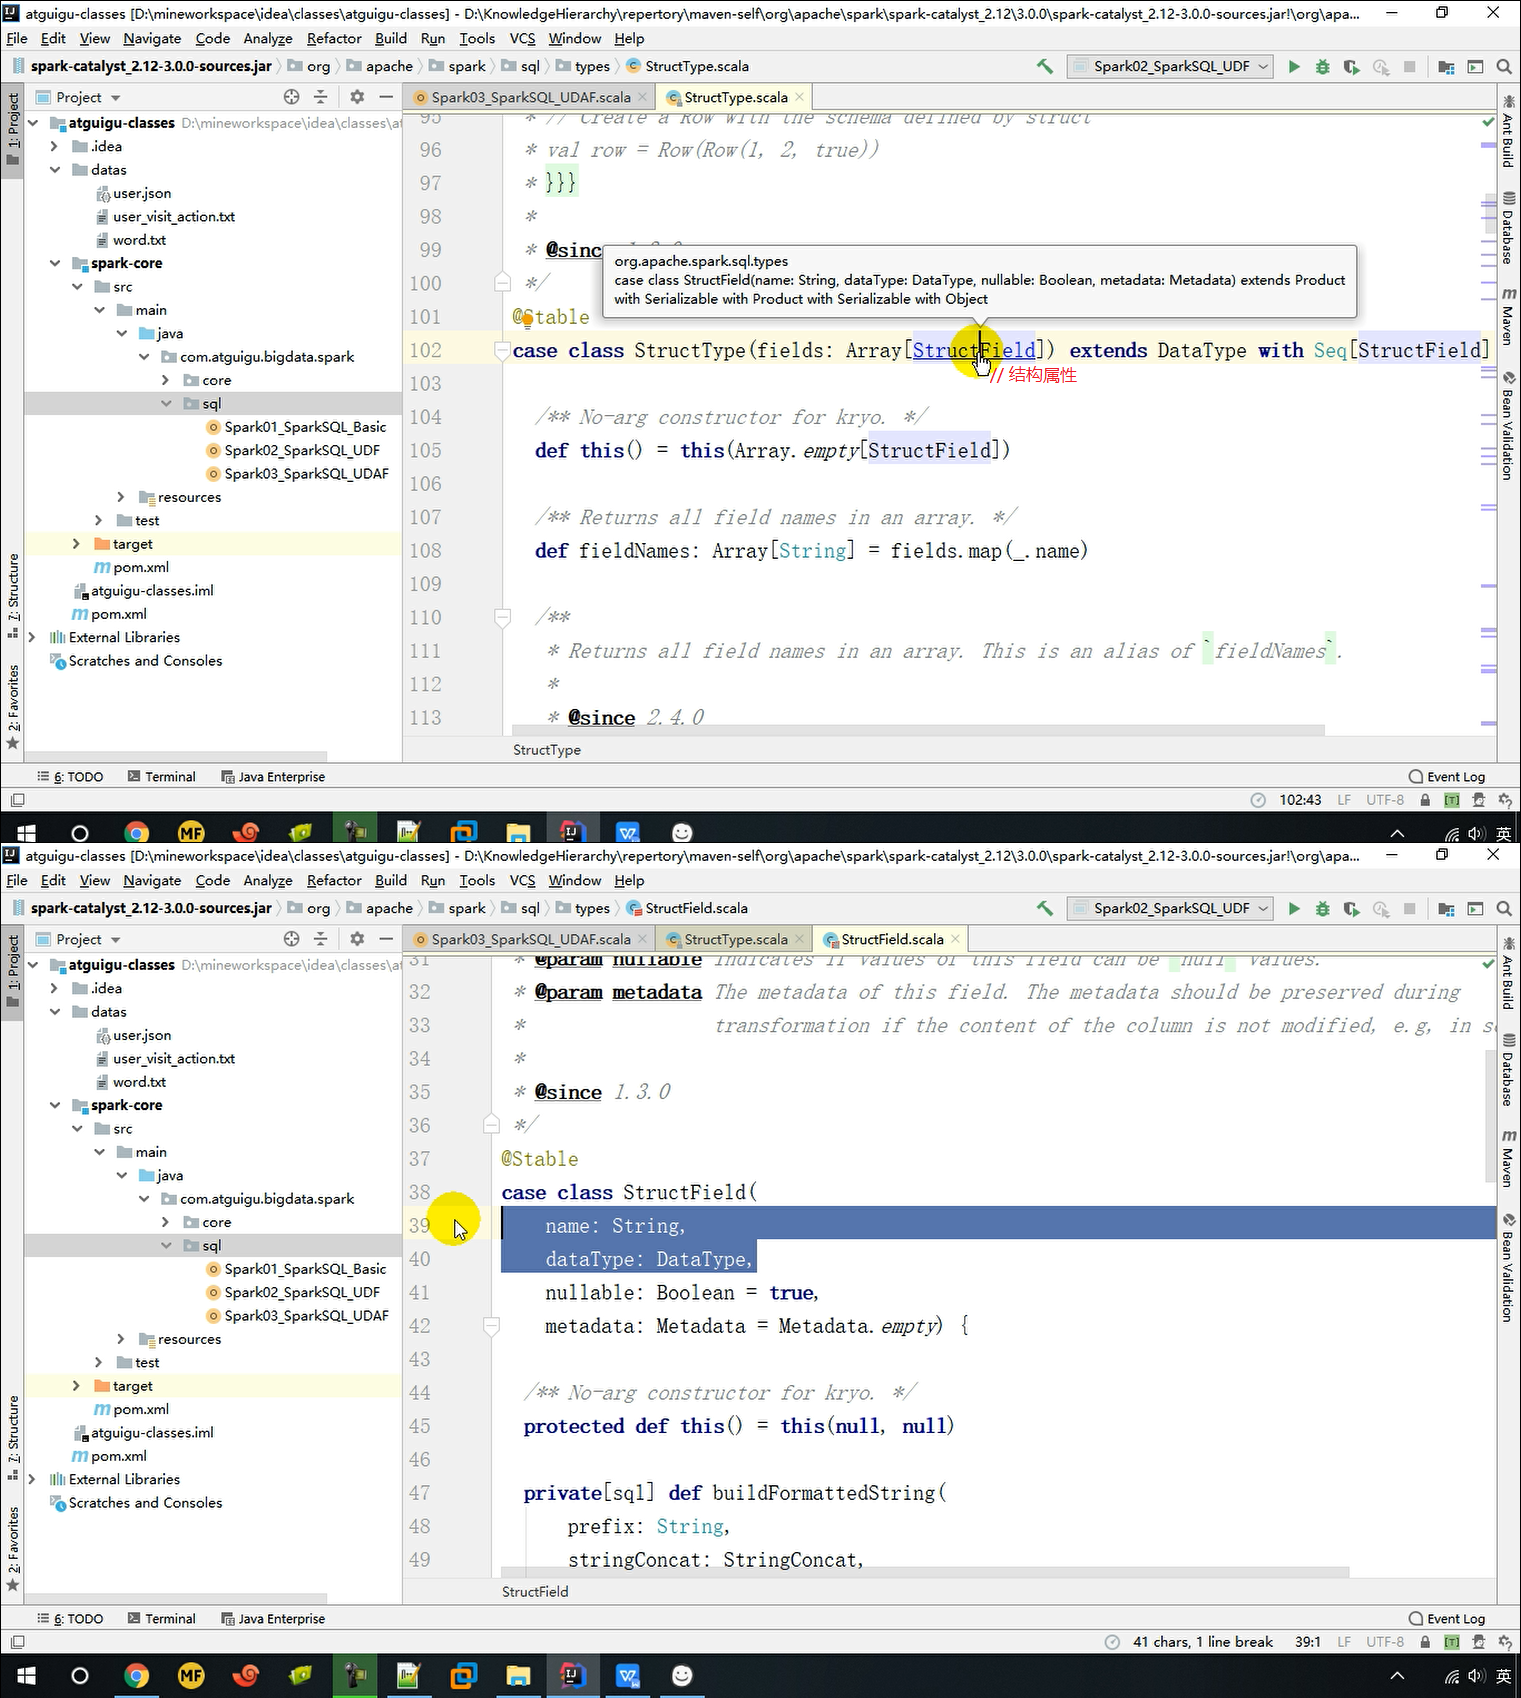 atguigu-classes [D:\mineworkspace\idea\classes\atguigu-classes] - D:\KnowledgeHierarchy\repertory\maven-self\org\apache\spark\spark-catalyst_2.12\3.0.0\spark-catalyst_2.12-3.0.0-sources.jar!\org\apa...
File Edit View Navigate Code Analyze Refactor Build Run Tools VCS Window Help
spark-catalyst_2.12-3.0.0-sources.jar org apache spark sql types StructType.scala Spark02_SparkSQL_UDF
Project Spark03_SparkSQL_UDAF.scala StructType.scala
1: Project
7: Structure
2: Favorites
atguigu-classes D:\mineworkspace\idea\classes\at
.idea
datas
user.json
user_visit_action.txt
word.txt
spark-core
src
main
java
com.atguigu.bigdata.spark
core
sql
Spark01_SparkSQL_Basic
Spark02_SparkSQL_UDF
Spark03_SparkSQL_UDAF
resources
test
target
pom.xml
atguigu-classes.iml
pom.xml
External Libraries
Scratches and Consoles
95 * // Create a Row with the schema defined by struct
96 * val row = Row(Row(1, 2, true))
97 * }}}
98 *
99 * @sinc
org.apache.spark.sql.types
case class StructField(name: String, dataType: DataType, nullable: Boolean, metadata: Metadata) extends Product
with Serializable with Product with Serializable with Object
100 */
101 @Stable
102 case class StructType(fields: Array[StructField]) extends DataType with Seq[StructField]
// 结构属性
103
104 /** No-arg constructor for kryo. */
105 def this() = this(Array.empty[StructField])
106
107 /** Returns all field names in an array. */
108 def fieldNames: Array[String] = fields.map(_.name)
109
110 /**
111 * Returns all field names in an array. This is an alias of `fieldNames`.
112 *
113 * @since 2.4.0
StructType
Ant Build
Database
Maven
Bean Validation
6: TODO Terminal Java Enterprise Event Log
102:43 LF UTF-8
MF 英
atguigu-classes [D:\mineworkspace\idea\classes\atguigu-classes] - D:\KnowledgeHierarchy\repertory\maven-self\org\apache\spark\spark-catalyst_2.12\3.0.0\spark-catalyst_2.12-3.0.0-sources.jar!\org\apa...
File Edit View Navigate Code Analyze Refactor Build Run Tools VCS Window Help
spark-catalyst_2.12-3.0.0-sources.jar org apache spark sql types StructField.scala Spark02_SparkSQL_UDF
Project Spark03_SparkSQL_UDAF.scala StructType.scala StructField.scala
1: Project
7: Structure
2: Favorites
atguigu-classes D:\mineworkspace\idea\classes\at
.idea
datas
user.json
user_visit_action.txt
word.txt
spark-core
src
main
java
com.atguigu.bigdata.spark
core
sql
Spark01_SparkSQL_Basic
Spark02_SparkSQL_UDF
Spark03_SparkSQL_UDAF
resources
test
target
pom.xml
atguigu-classes.iml
pom.xml
External Libraries
Scratches and Consoles
31 * @param nullable Indicates if values of this field can be `null` values.
32 * @param metadata The metadata of this field. The metadata should be preserved during
33 * transformation if the content of the column is not modified, e.g, in s
34 *
35 * @since 1.3.0
36 */
37 @Stable
38 case class StructField(
39 name: String,
40 dataType: DataType,
41 nullable: Boolean = true,
42 metadata: Metadata = Metadata.empty) {
43
44 /** No-arg constructor for kryo. */
45 protected def this() = this(null, null)
46
47 private[sql] def buildFormattedString(
48 prefix: String,
49 stringConcat: StringConcat,
StructField
Ant Build
Database
Maven
Bean Validation
6: TODO Terminal Java Enterprise Event Log
41 chars, 1 line break 39:1 LF UTF-8
MF 英